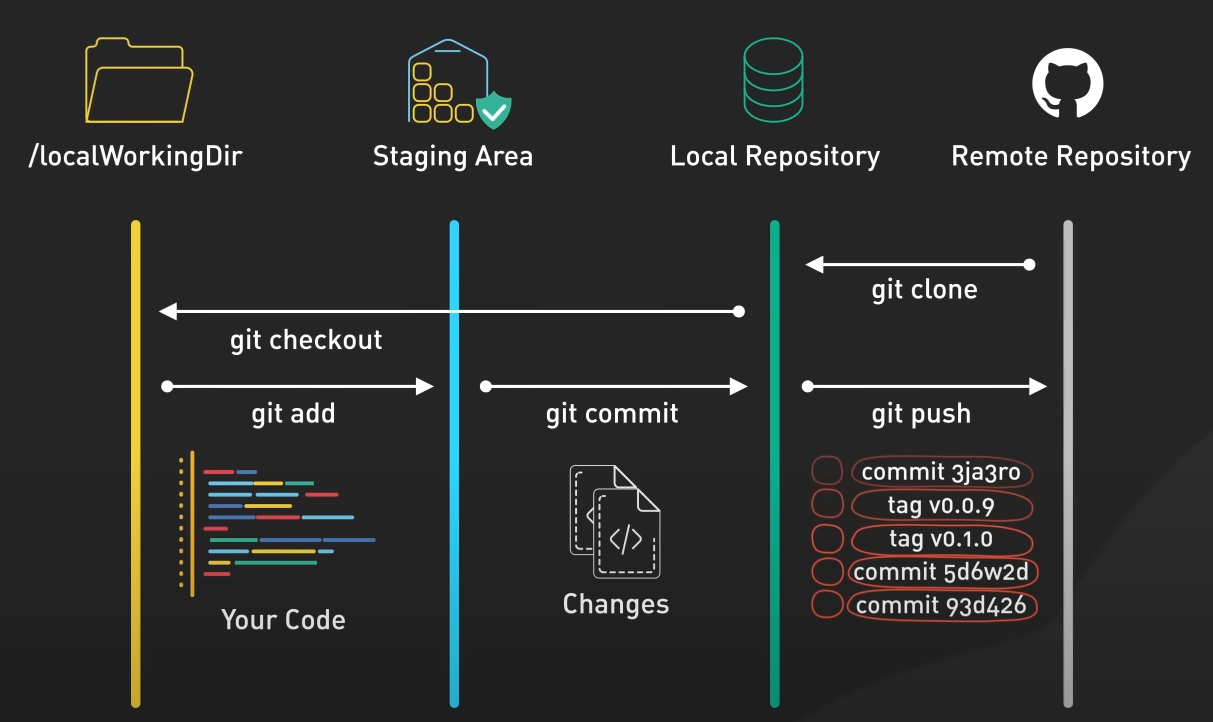 /localWorkingDir
Staging Area
Local Repository
Remote Repository
git clone
git checkout
git add
git commit
git push
</>
Your Code
Changes
commit 3ja3ro
tag v0.0.9
tag v0.1.0
commit 5d6w2d
commit 93d426